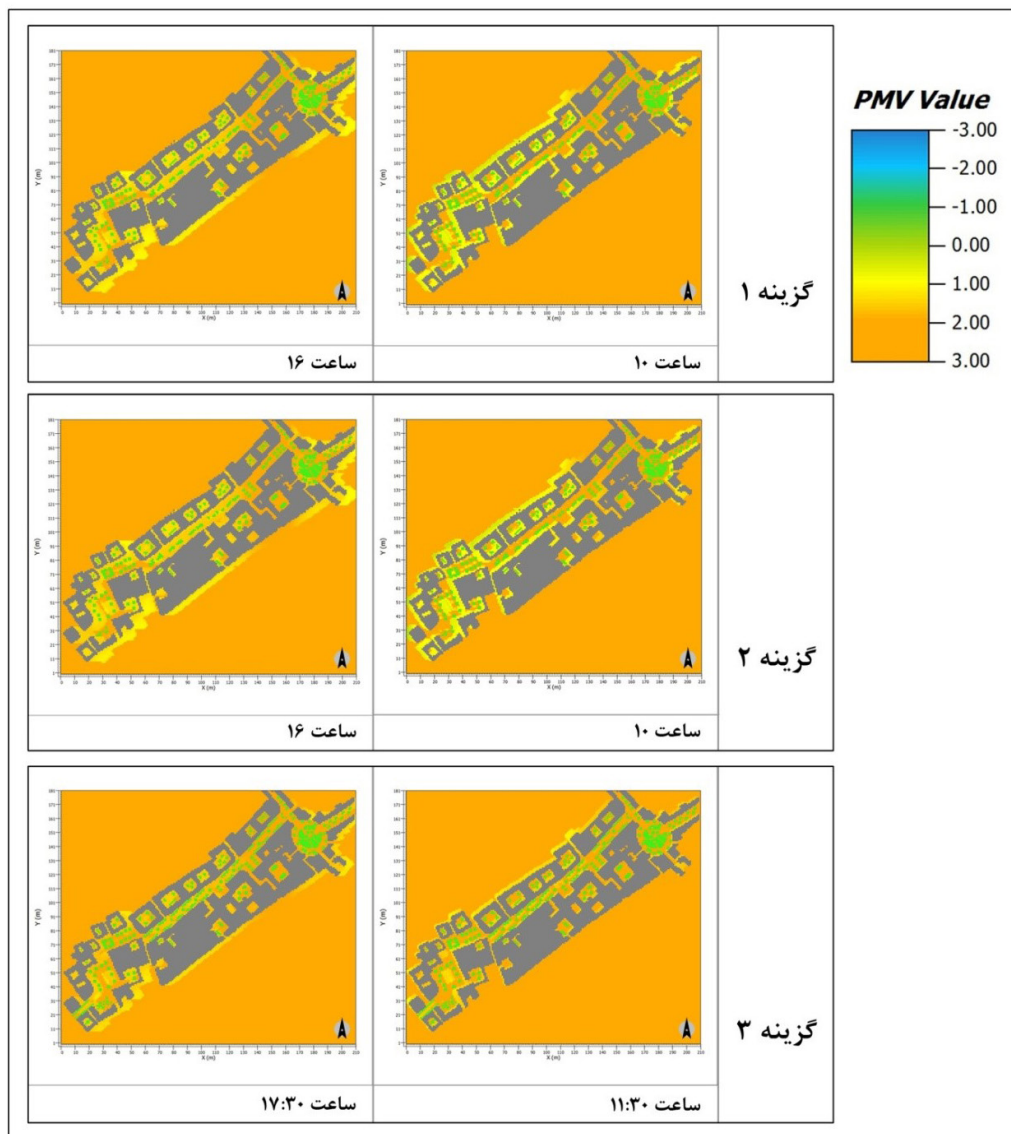 PMV Value
-3.00
-2.00
-1.00
0.00
1.00
2.00
3.00
گزینه ۱
Y (m)
X (m)
ساعت ۱۰
Y (m)
X (m)
ساعت ۱۶
گزینه ۲
Y (m)
X (m)
ساعت ۱۰
Y (m)
X (m)
ساعت ۱۶
گزینه ۳
Y (m)
X (m)
ساعت ۱۱:۳۰
Y (m)
X (m)
ساعت ۱۷:۳۰